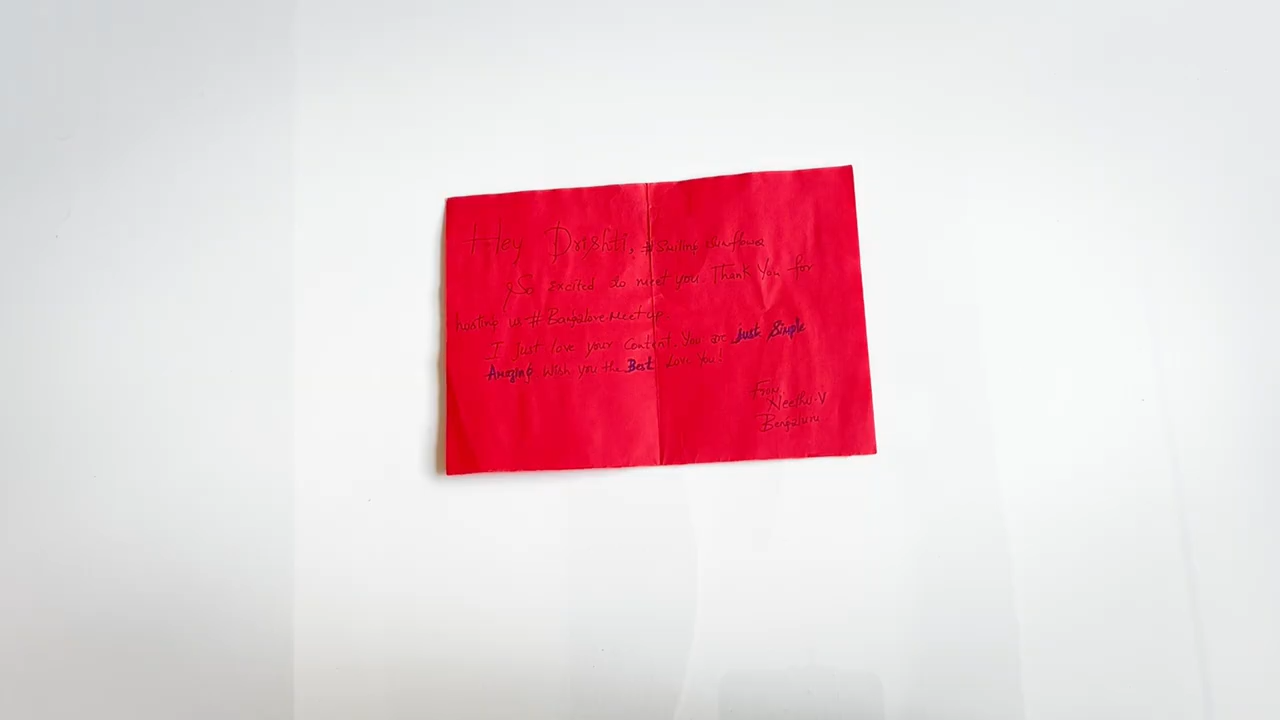 Hey Drishti, #Smiling Sunflower
So excited to meet you. Thank You for
hosting us #BangaloreMeetup.
I just love your content. You are just Simple
Amazing Wish you the Best Love You!
From,
Neethu.V
Bengaluru.